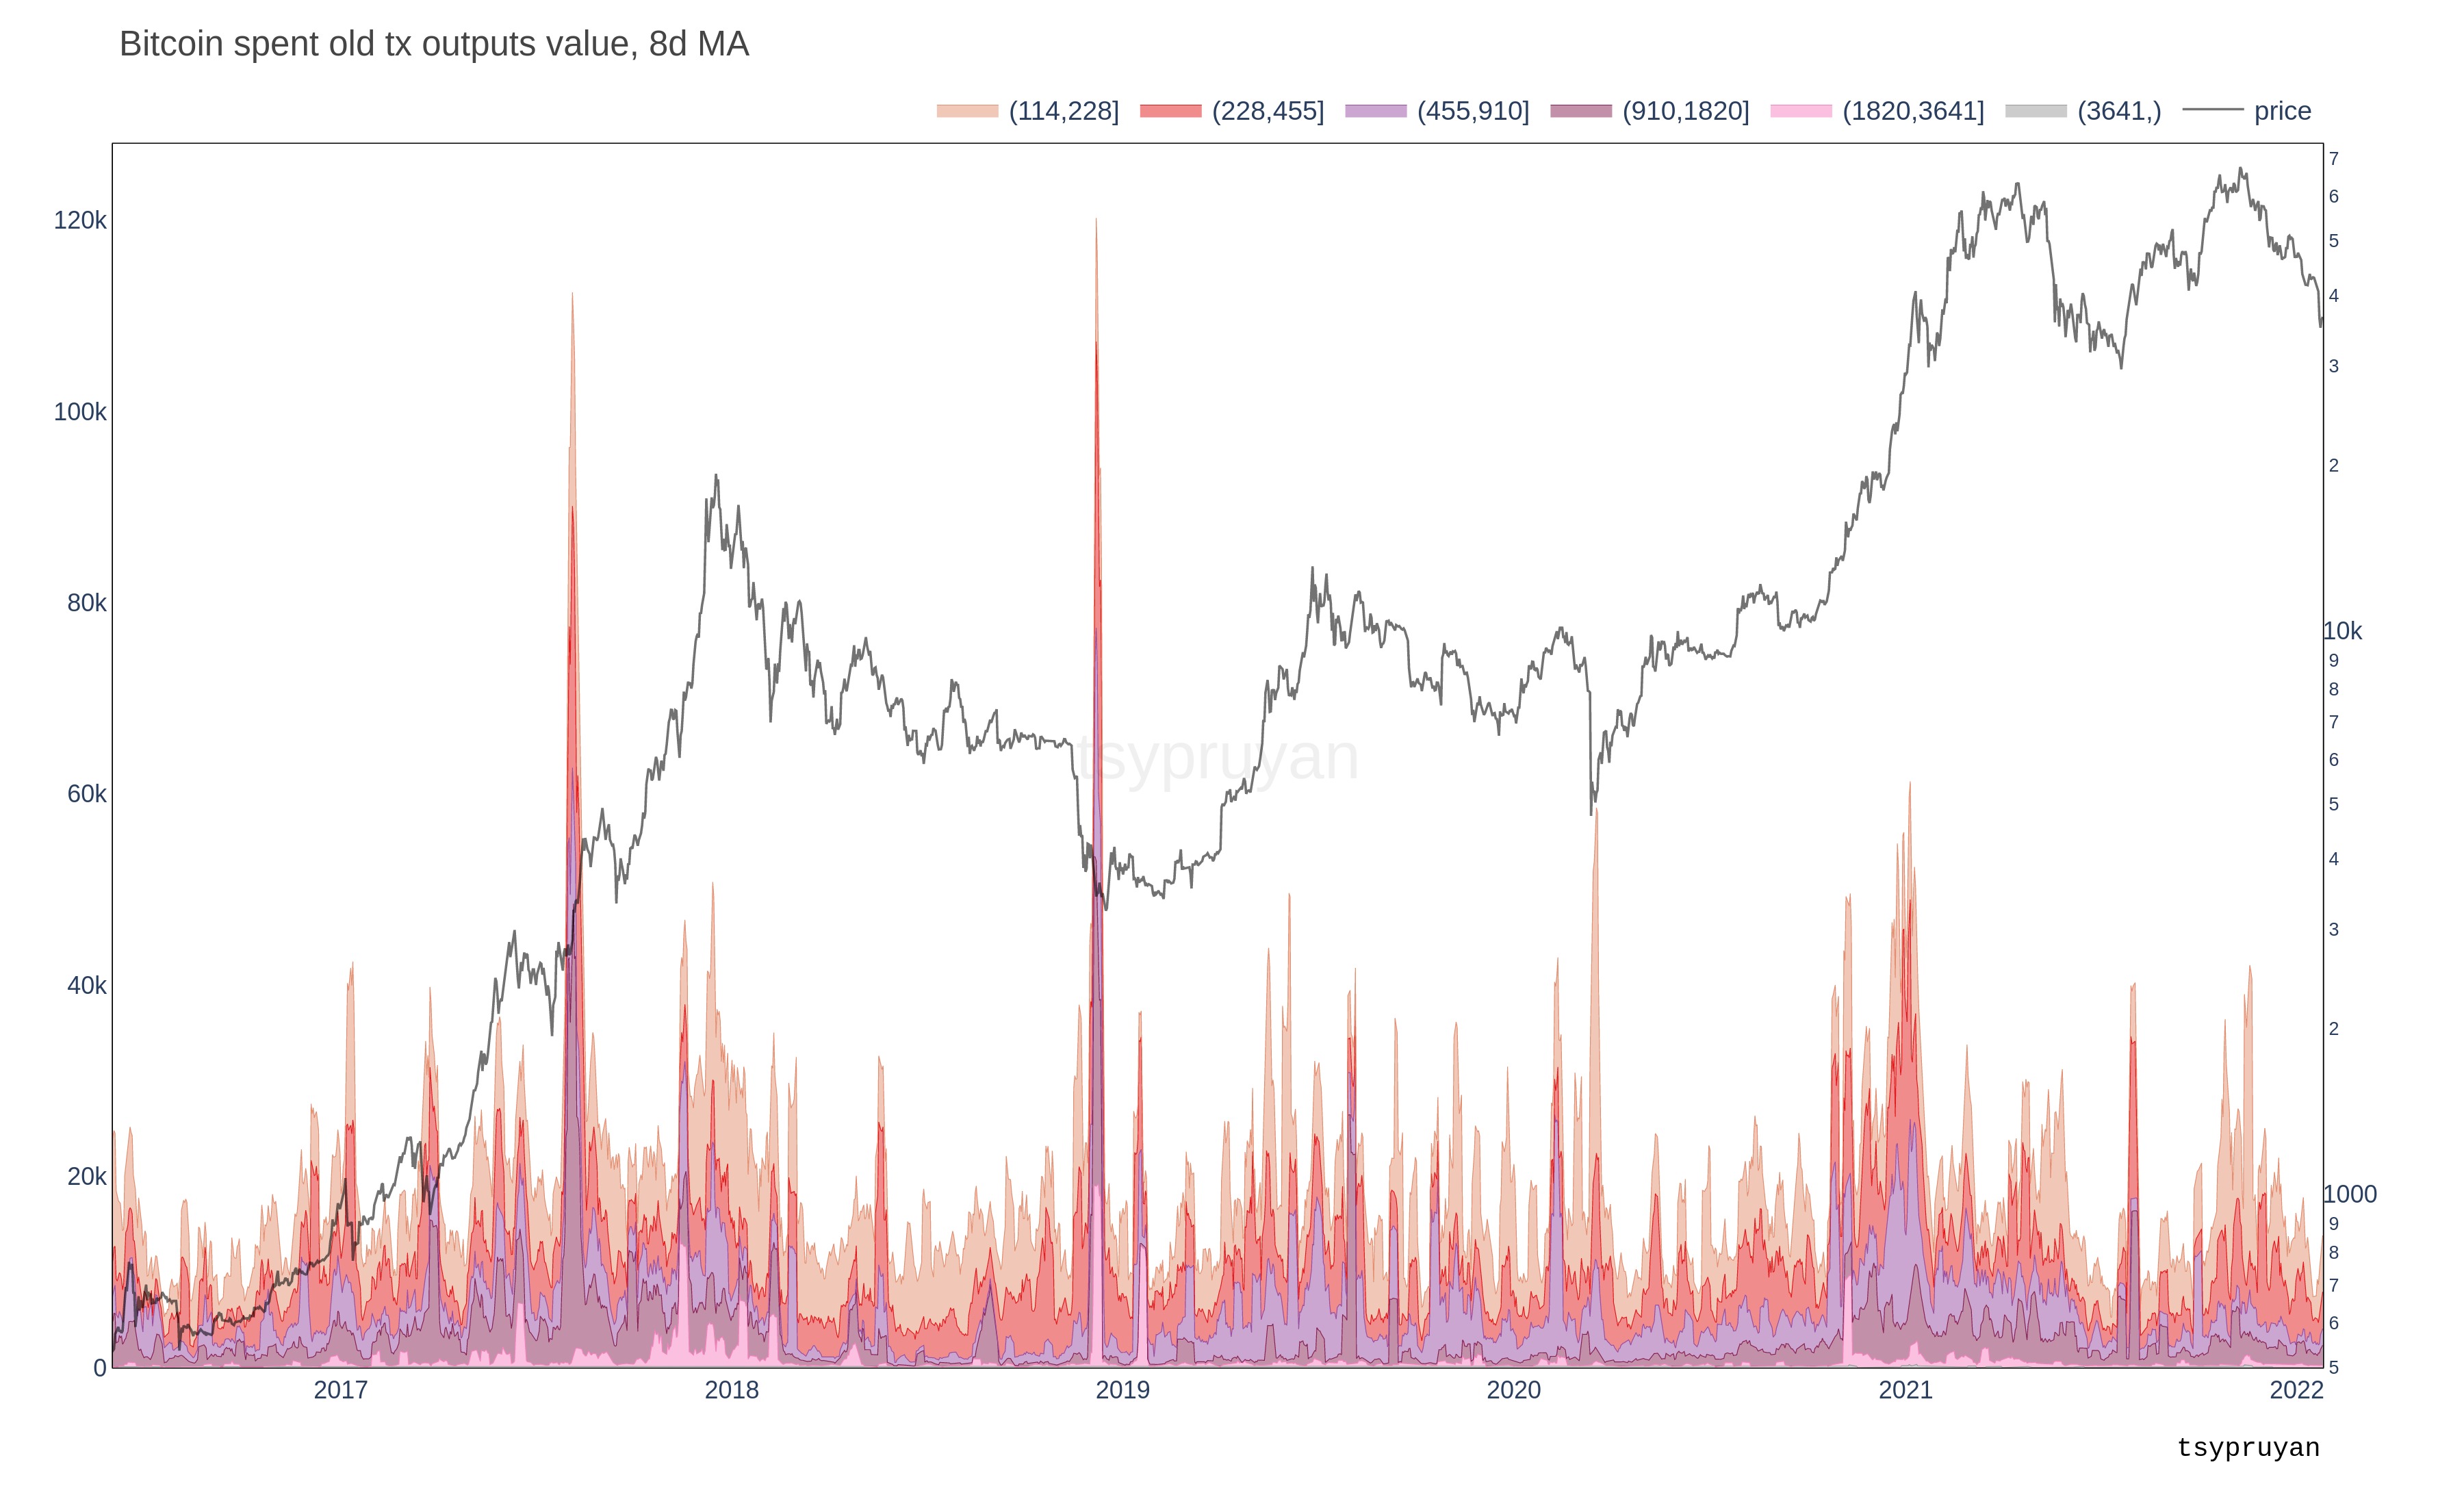 Bitcoin spent old tx outputs value, 8d MA
(114,228] (228,455] (455,910] (910,1820] (1820,3641] (3641,) price
120k
100k
80k
60k
40k
20k
0
7
6
5
4
3
2
10k
9
8
7
6
5
4
3
2
1000
9
8
7
6
5
tsypruyan
2017 2018 2019 2020 2021 2022
tsypruyan